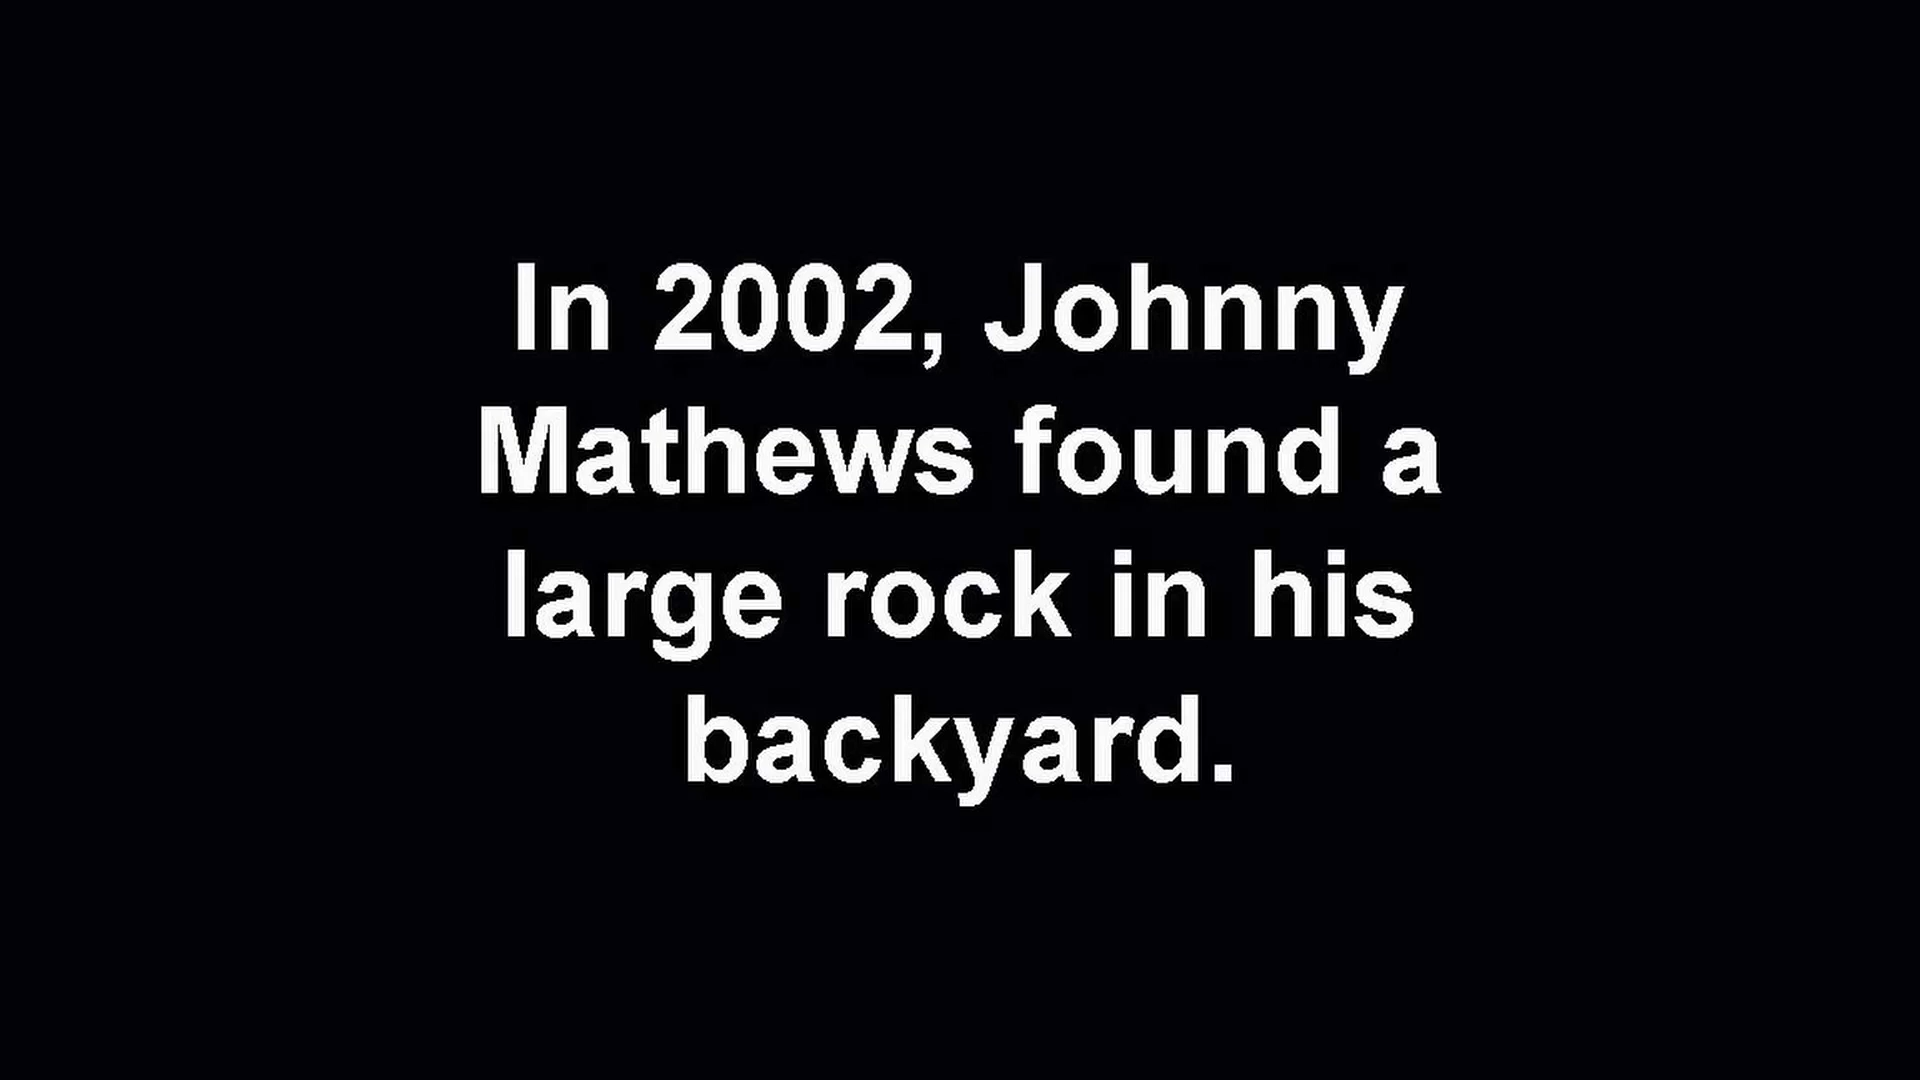 In 2002, Johnny
Mathews found a
large rock in his
backyard.